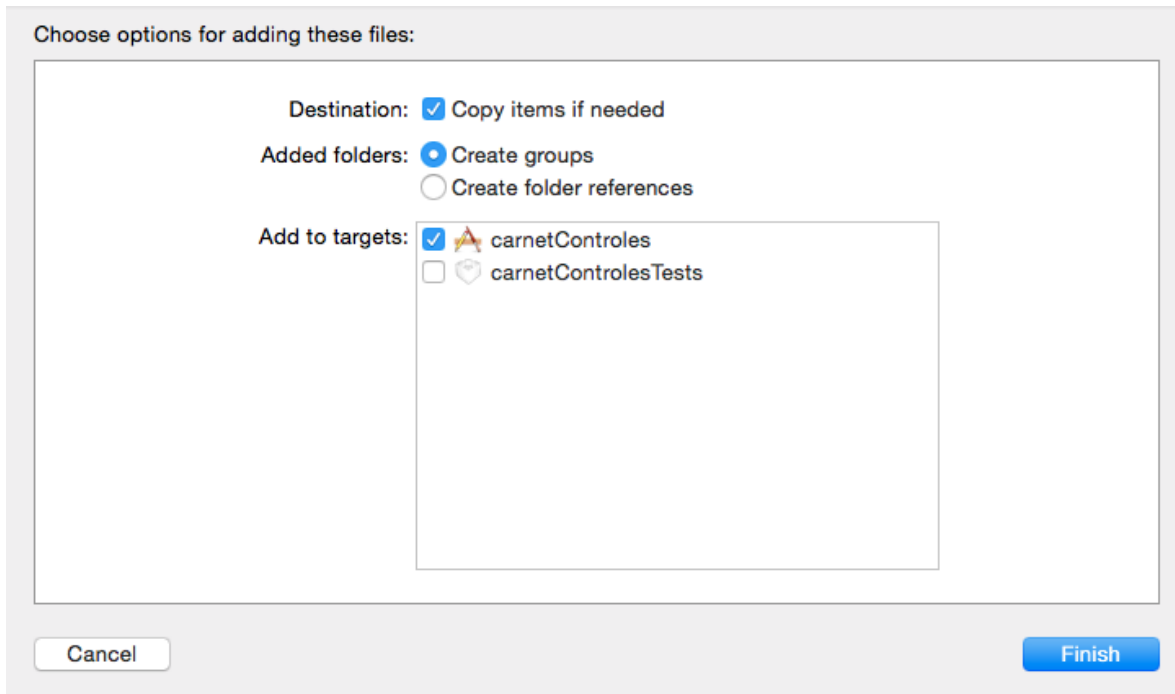 Choose options for adding these files:
Destination: Copy items if needed
Added folders: Create groups
Create folder references
Add to targets: carnetControles
carnetControlesTests
Cancel Finish